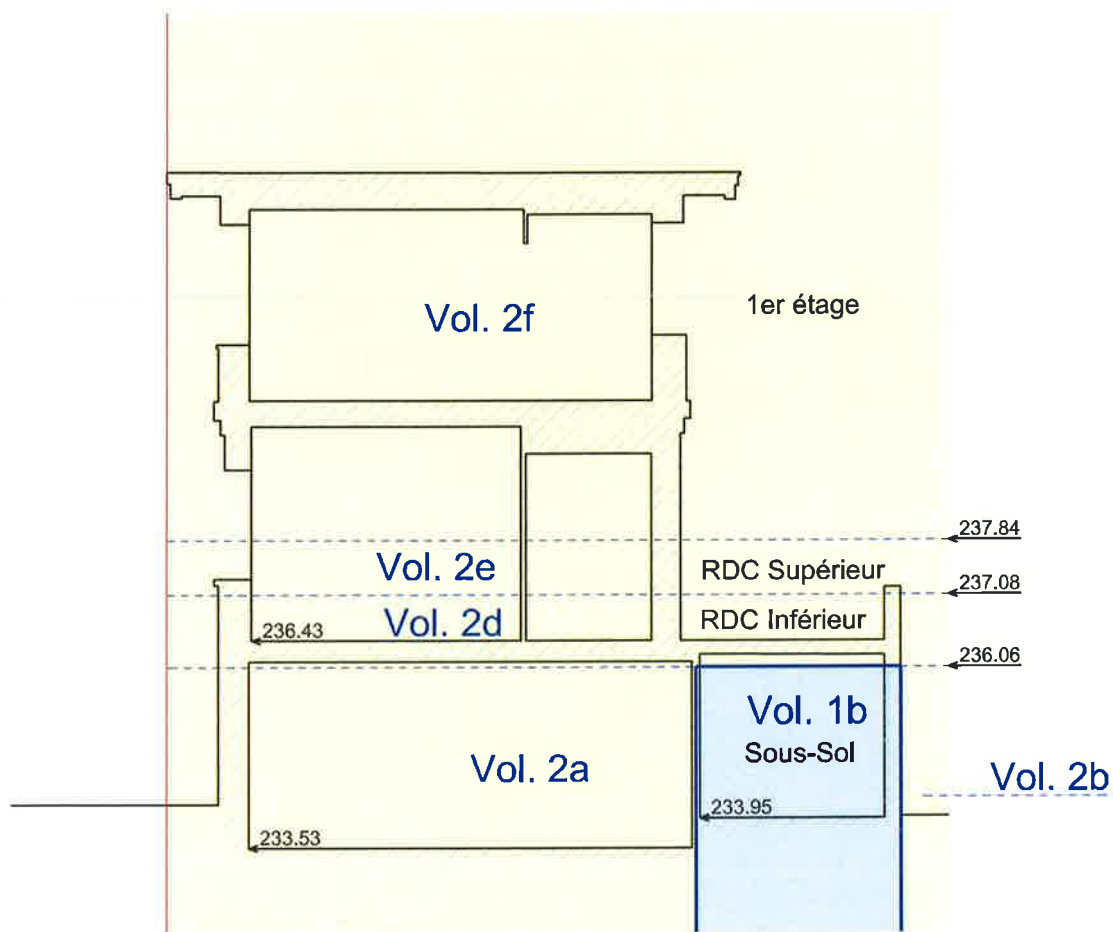 1er étage
Vol. 2f
237.84
Vol. 2e
RDC Supérieur
237.08
236.43
Vol. 2d
RDC Inférieur
236.06
Vol. 1b
Sous-Sol
Vol. 2a
Vol. 2b
233.95
233.53